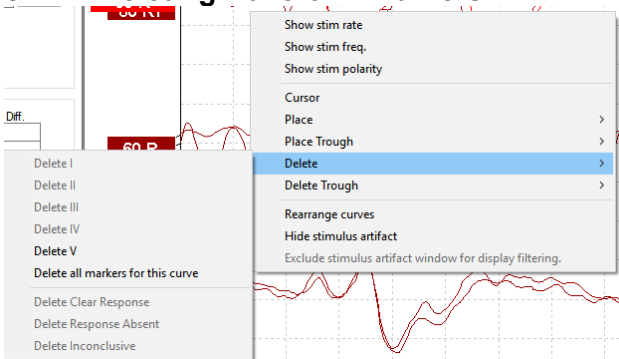 Show stim rate
Show stim freq.
Show stim polarity
Cursor
Place
Place Trough
Delete
Delete Trough
Rearrange curves
Hide stimulus artifact
Exclude stimulus artifact window for display filtering.
Diff.
Delete I
Delete II
Delete III
Delete IV
Delete V
Delete all markers for this curve
Delete Clear Response
Delete Response Absent
Delete Inconclusive